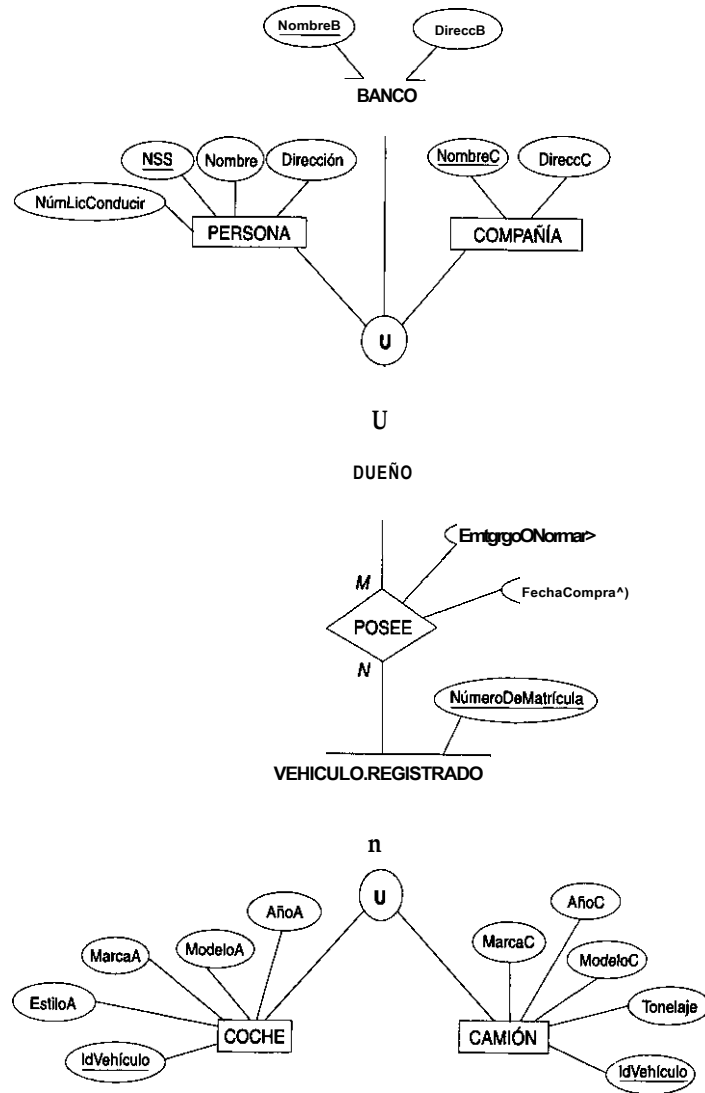 NombreB DireccB
BANCO
NSS Nombre Dirección NombreC DireccC
NúmLicConducir
PERSONA COMPAÑÍA
U
U
DUEÑO
EmtgrgoONormar>
M FechaCompra^)
POSEE
N
NúmeroDeMatrícula
VEHICULO.REGISTRADO
n
U
AñoA AñoC
MarcaA ModeloA MarcaC ModeloC
EstiloA Tonelaje
COCHE CAMIÓN
IdVehículo IdVehículo